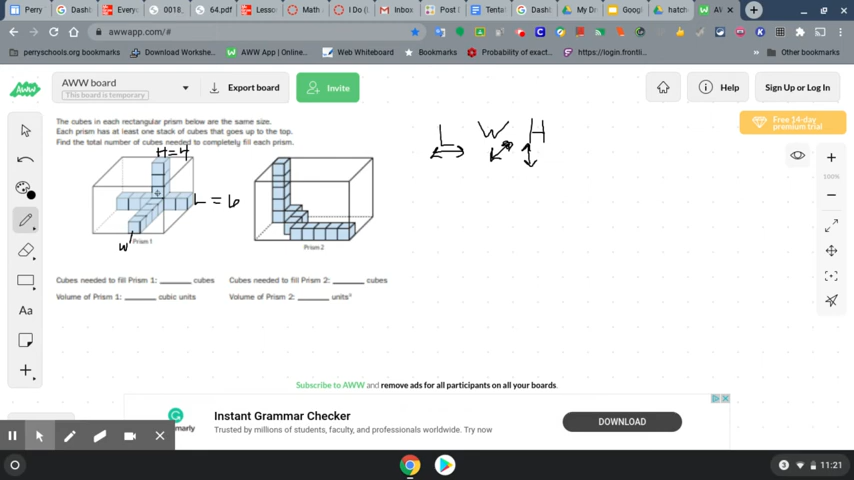 Perry
Dashb
0018.
64.pdf
Lesson
Math
I Do (I
Inbox
Post
Tenta
Dashb
My D
Googl
hatch
AW
awwapp.com/#
perryschools.org bookmarks
Download Workshe...
AWW App | Online...
Web Whiteboard
Bookmarks
Probability of exact...
https://login.frontli...
Other bookmarks
AWW
AWW board
This board is temporary
Export board
Invite
Help
Sign Up or Log In
Free 14-day
premium trial
The cubes in each rectangular prism below are the same size.
Each prism has at least one stack of cubes that goes up to the top.
Find the total number of cubes needed to completely fill each prism.
L W H
H=4
L = 6
W
Prism 1
Prism 2
Cubes needed to fill Prism 1: ______ cubes
Cubes needed to fill Prism 2: ______ cubes
Volume of Prism 1: ______ cubic units
Volume of Prism 2: ______ units³
100%
Aa
Subscribe to AWW and remove ads for all participants on all your boards.
Instant Grammar Checker
Trusted by millions of students, faculty, and professionals worldwide. Try now
DOWNLOAD
3
11:21